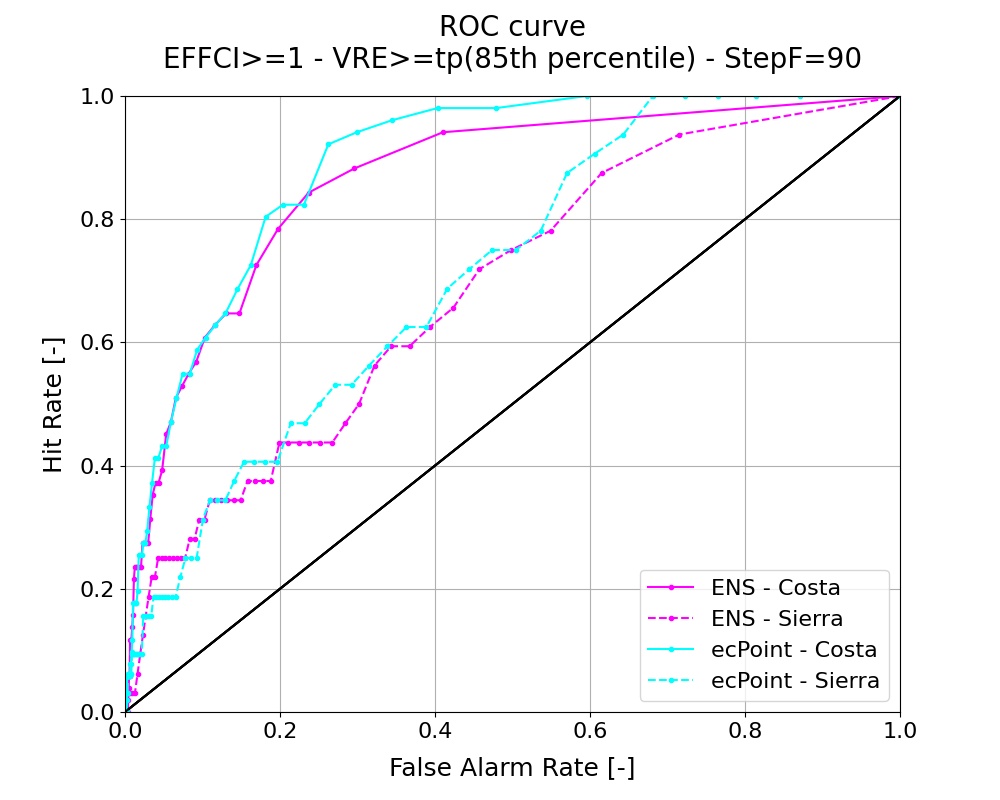 ROC curve
EFFCI>=1 - VRE>=tp(85th percentile) - StepF=90
1.0
0.8
0.6
0.4
0.2
0.0
Hit Rate [-]
ENS - Costa
ENS - Sierra
ecPoint - Costa
ecPoint - Sierra
0.0 0.2 0.4 0.6 0.8 1.0
False Alarm Rate [-]